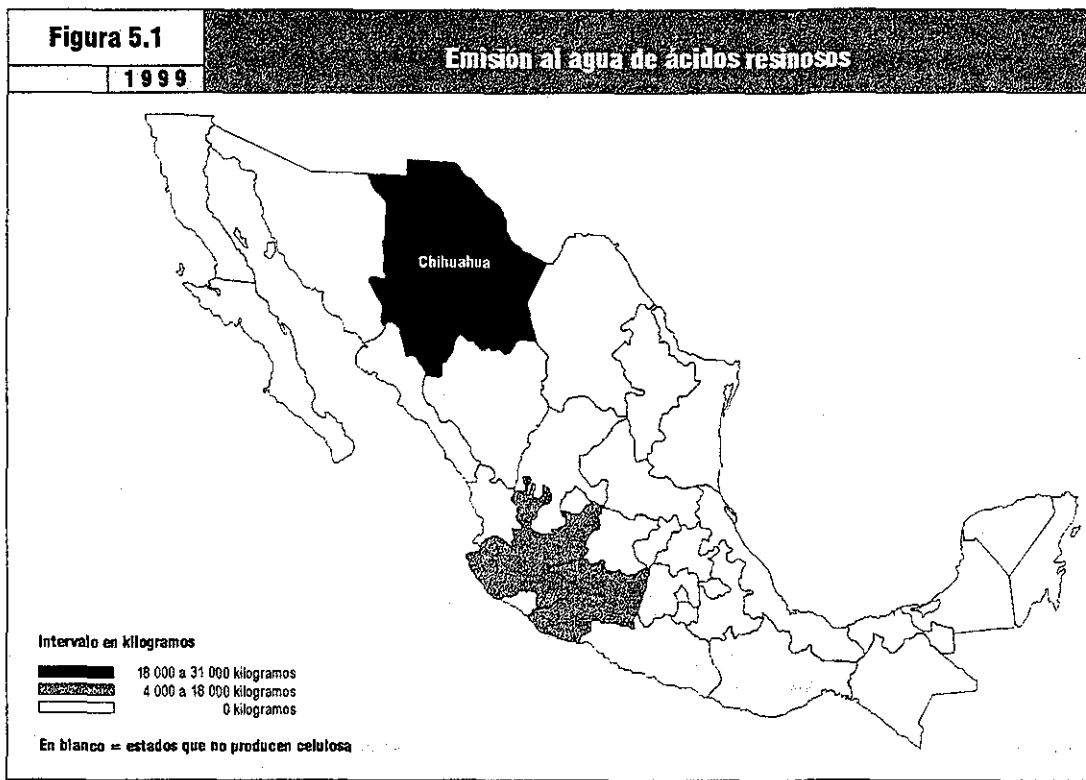 Figura 5.1
1999
Emisión al agua de ácidos resinosos
Chihuahua
Intervalo en kilogramos
18 000 a 31 000 kilogramos
4 000 a 18 000 kilogramos
0 kilogramos
En blanco = estados que no producen celulosa